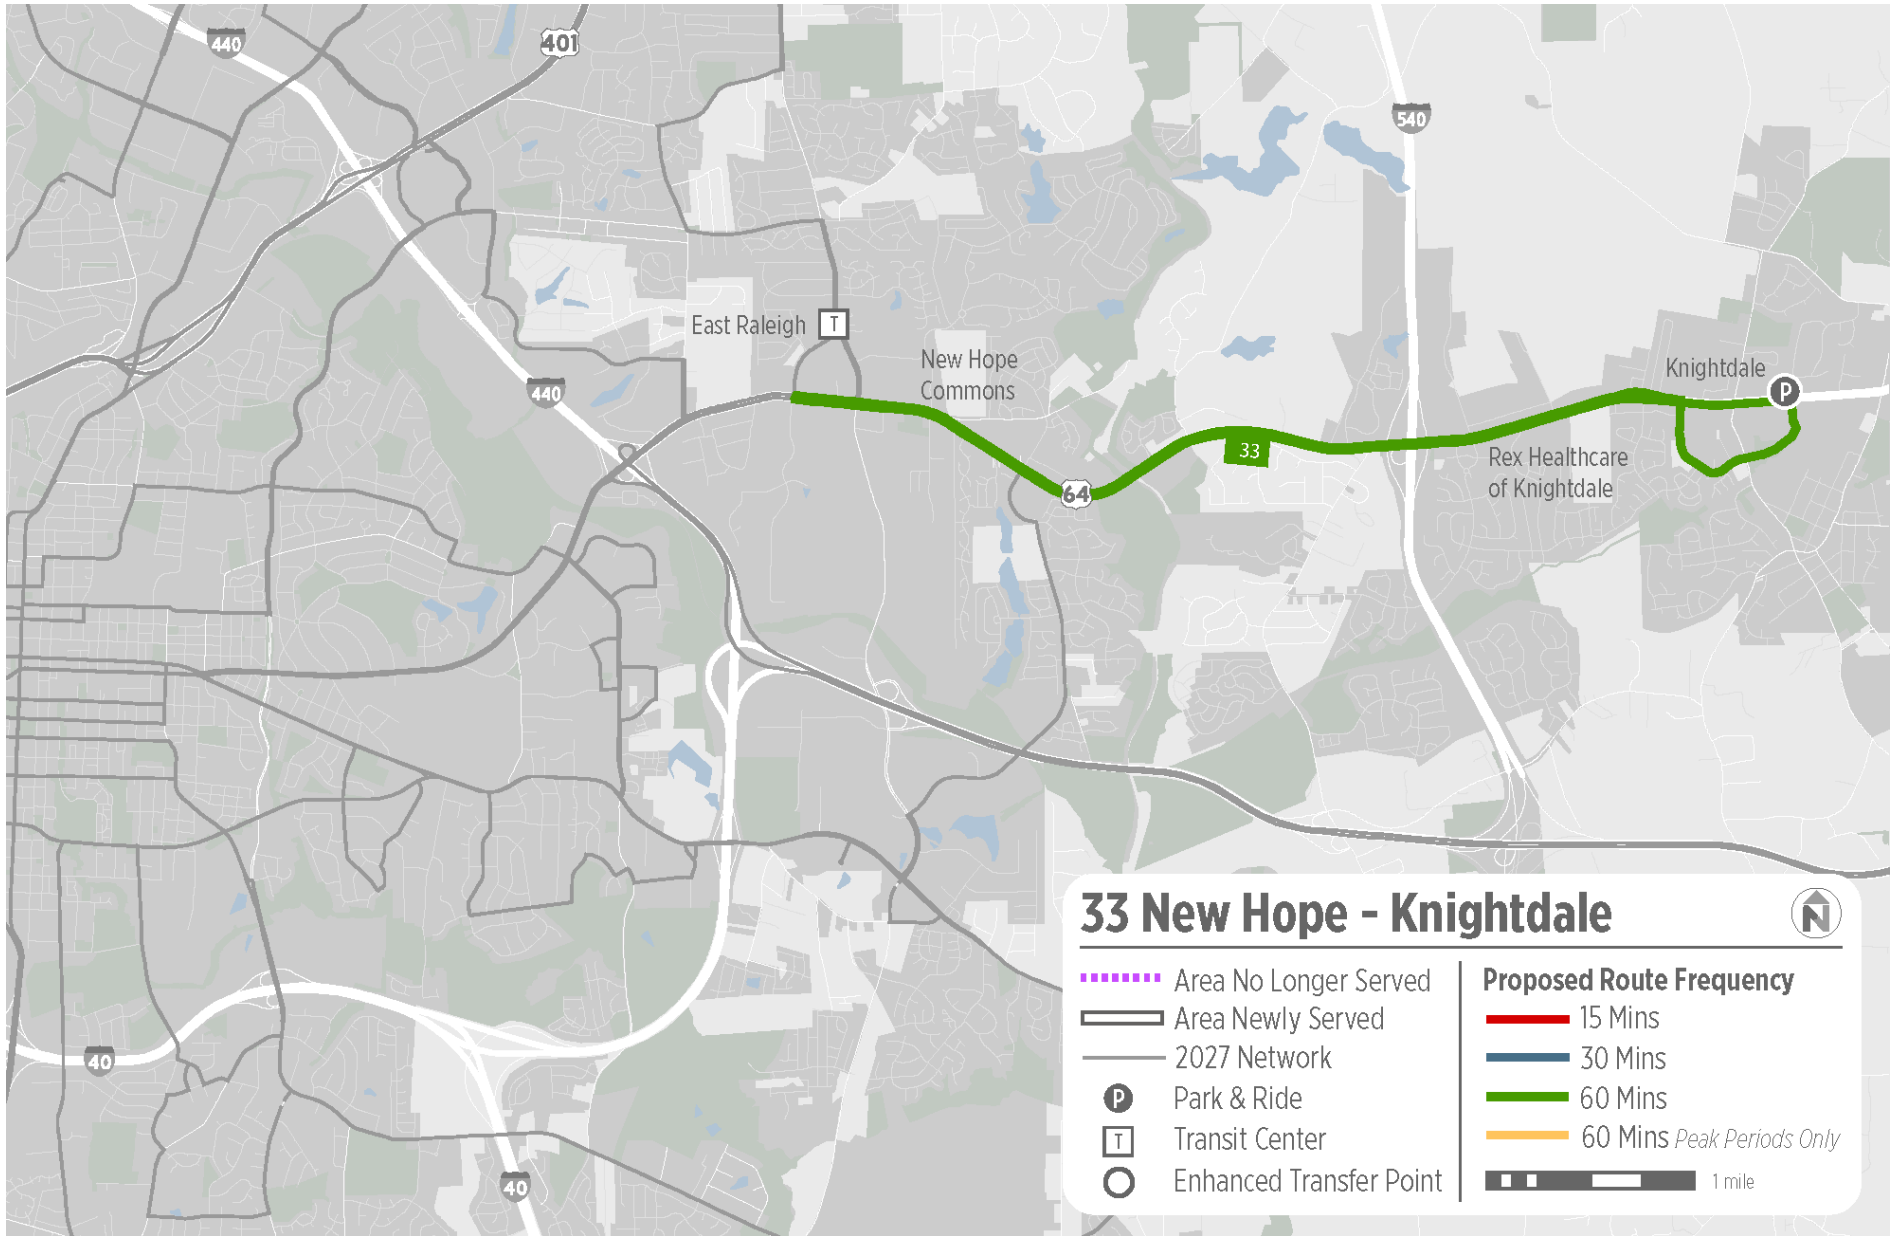 440
401
540
East Raleigh
T
New Hope
Commons
440
Knightdale
P
33
64
Rex Healthcare
of Knightdale
40
40
33 New Hope - Knightdale
N
Area No Longer Served
Area Newly Served
2027 Network
P
Park & Ride
T
Transit Center
Enhanced Transfer Point
Proposed Route Frequency
15 Mins
30 Mins
60 Mins
60 Mins Peak Periods Only
1 mile